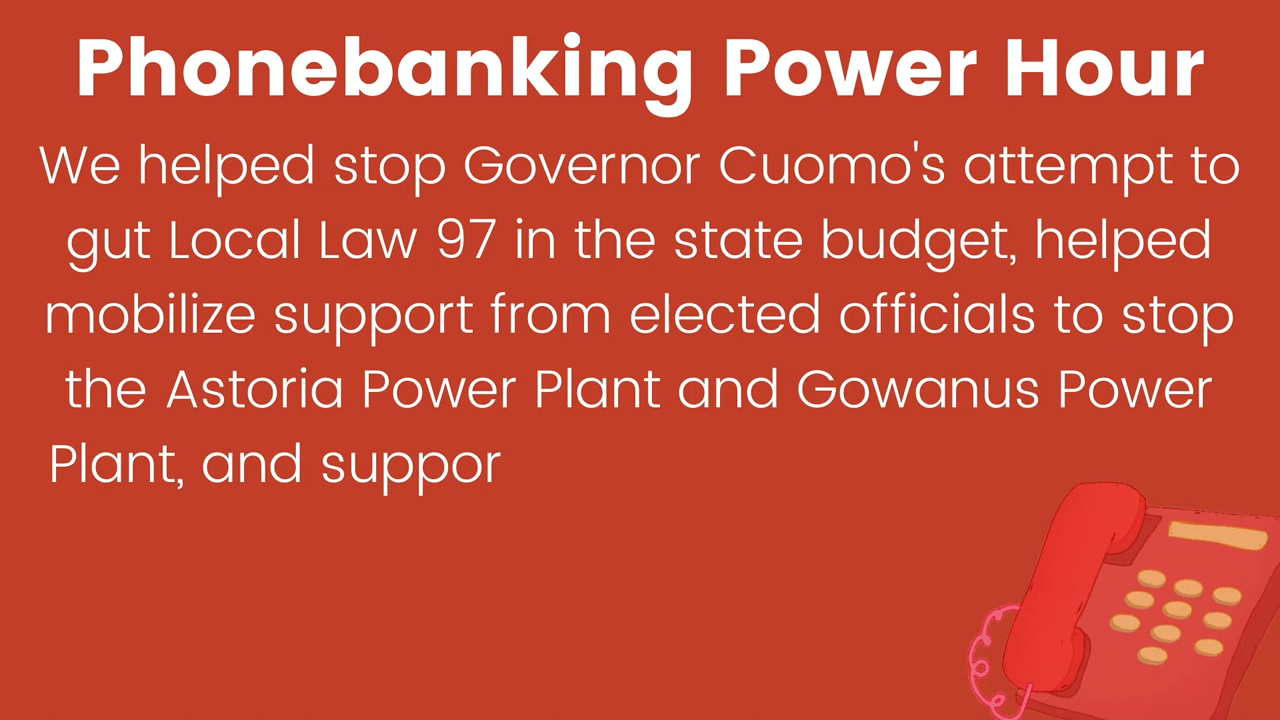 Phonebanking Power Hour
We helped stop Governor Cuomo's attempt to
gut Local Law 97 in the state budget, helped
mobilize support from elected officials to stop
the Astoria Power Plant and Gowanus Power
Plant, and suppor